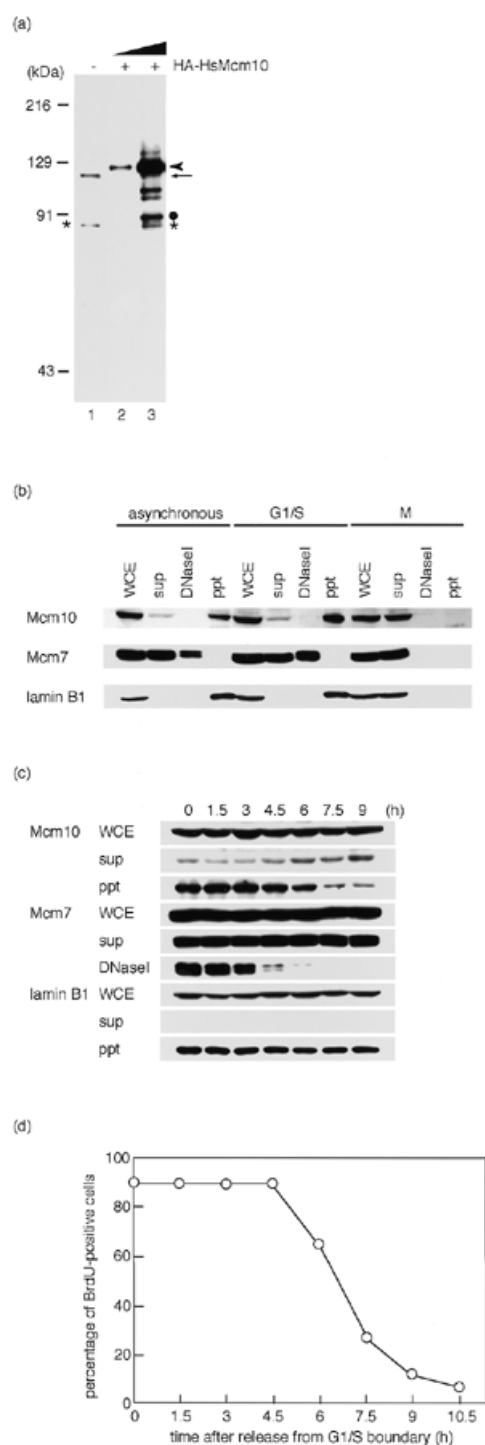 (a)
(kDa) - + + HA-HsMcm10
216
129
91
* *
43
1 2 3
(b)
asynchronous G1/S M
WCE sup DNaseI ppt WCE sup DNaseI ppt WCE sup DNaseI ppt
Mcm10
Mcm7
lamin B1
(c)
0 1.5 3 4.5 6 7.5 9 (h)
Mcm10 WCE
sup
ppt
Mcm7 WCE
sup
DNaseI
lamin B1 WCE
sup
ppt
(d)
percentage of BrdU-positive cells
100
80
60
40
20
0
0 1.5 3 4.5 6 7.5 9 10.5
time after release from G1/S boundary (h)